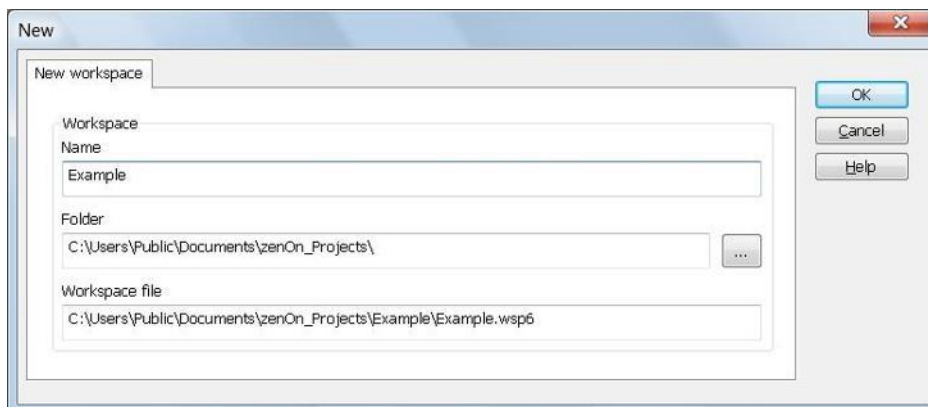 New
New workspace
Workspace
Name
Example
Folder
C:\Users\Public\Documents\zenOn_Projects\
...
Workspace file
C:\Users\Public\Documents\zenOn_Projects\Example\Example.wsp6
OK
Cancel
Help